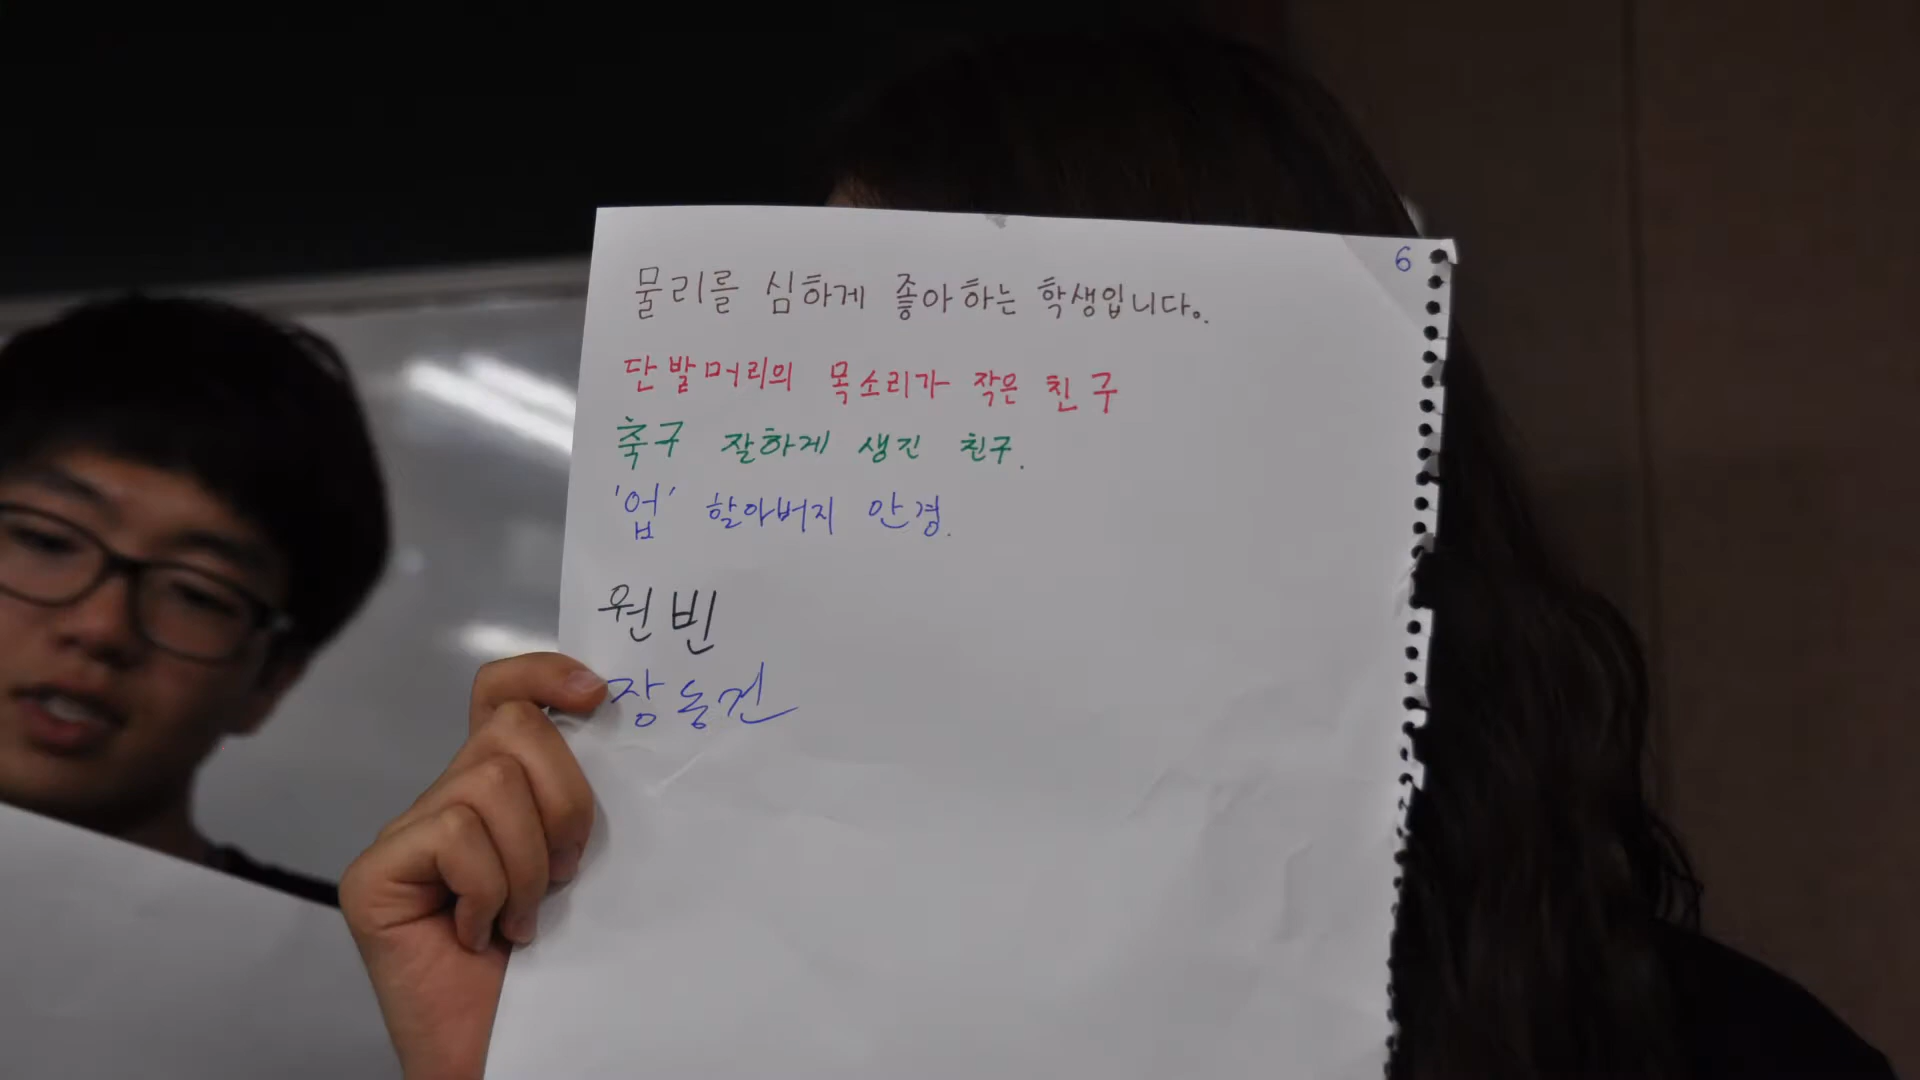 6
물리를 심하게 좋아하는 학생입니다.
단발머리의 목소리가 작은 친구
축구 잘하게 생긴 친구.
'업' 할아버지 안경.
원빈
장동건